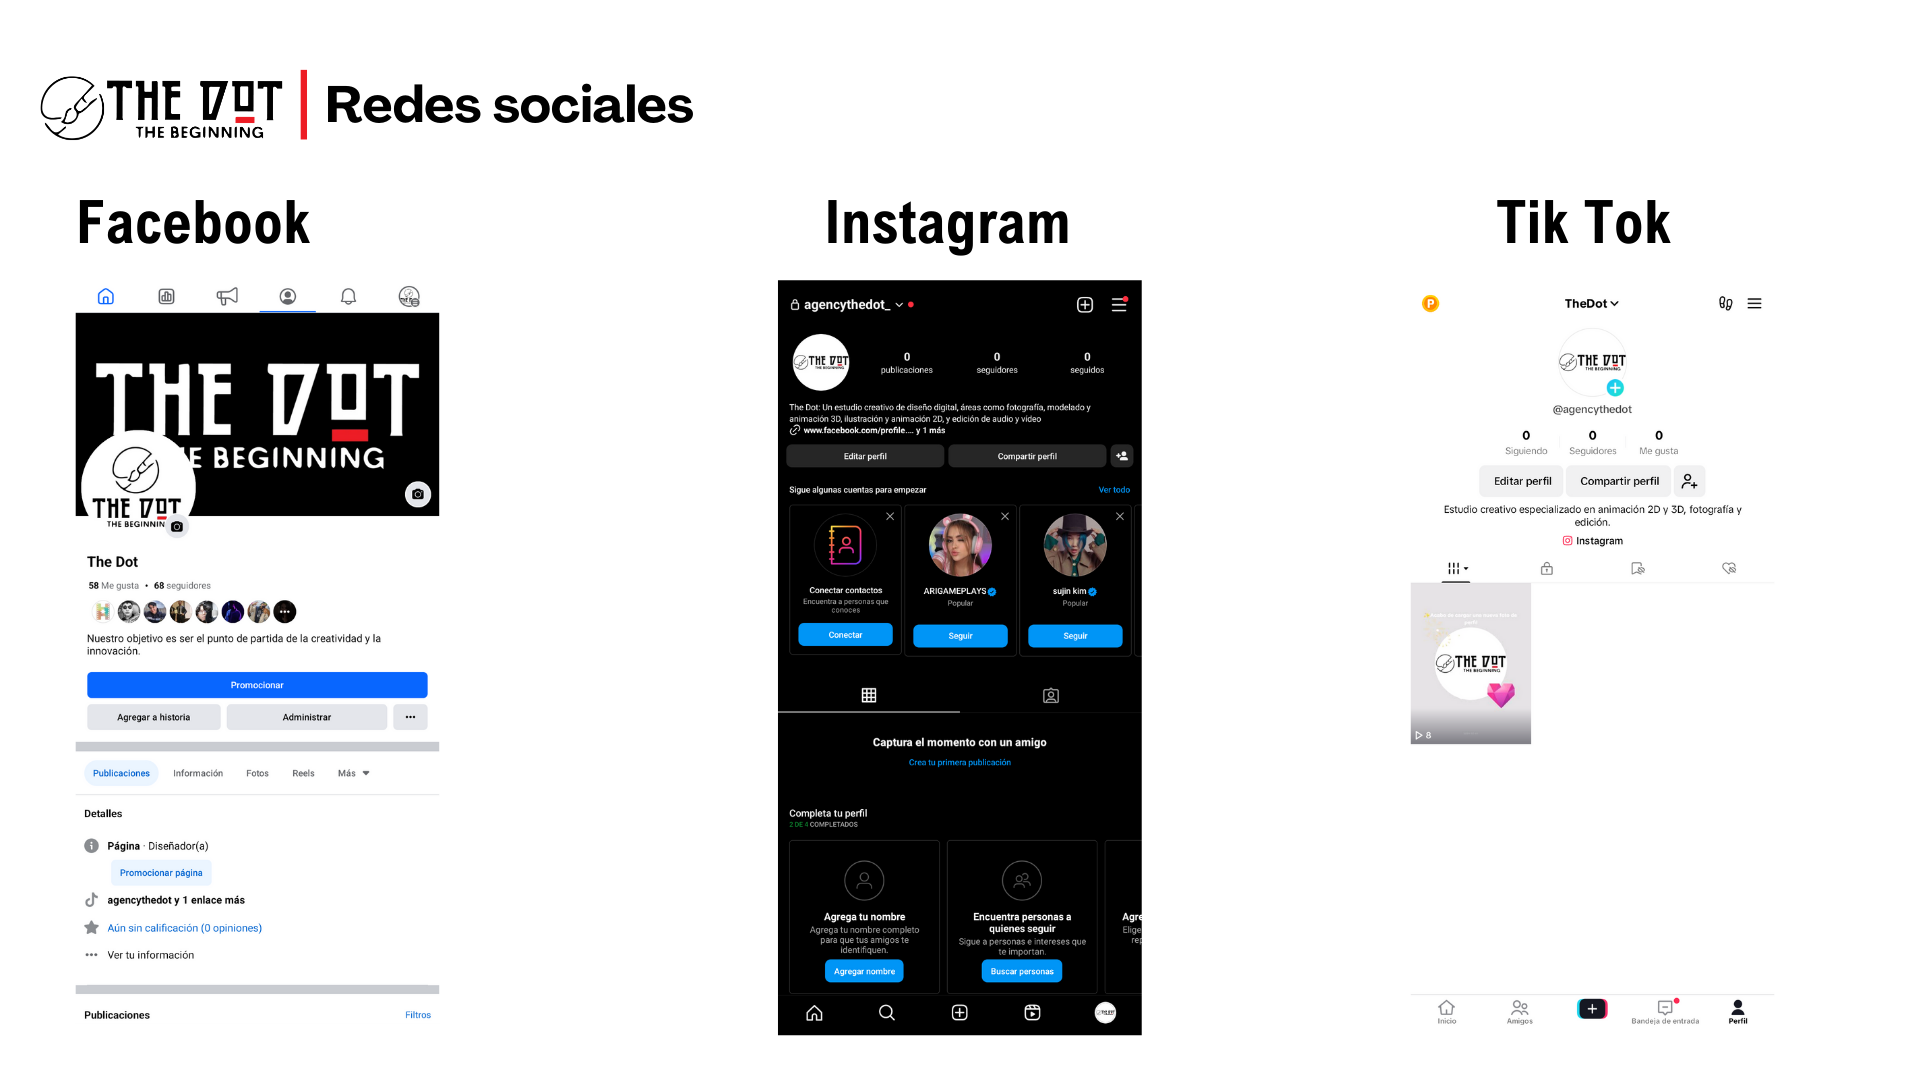 THE DOT
THE BEGINNING
Redes sociales
Facebook
THE DOT
THE BEGINNING
THE DOT
The Dot
58 Me gusta • 68 seguidores
Nuestro objetivo es ser el punto de partida de la creatividad y la
innovación.
Promocionar
Agregar a historia
Administrar
Publicaciones
Información
Fotos
Reels
Más
Detalles
Página · Diseñador(a)
Promocionar página
agencythedot y 1 enlace más
Aún sin calificación (0 opiniones)
Ver tu información
Publicaciones
Filtros
Instagram
agencythedot_
THE DOT
THE BEGINNING
0
publicaciones
0
seguidores
0
seguidos
The Dot: Un estudio creativo de diseño digital, áreas como fotografía, modelado y
animación 3D, ilustración y animación 2D, y edición de audio y vídeo
www.facebook.com/profile.... y 1 más
Editar perfil
Compartir perfil
Sigue algunas cuentas para empezar
Ver todo
Conectar contactos
Encuentra a personas que
conoces
Conectar
ARIGAMEPLAYS
Popular
Seguir
sujin kim
Popular
Seguir
Captura el momento con un amigo
Crea tu primera publicación
Completa tu perfil
2 DE 4 COMPLETADOS
Agrega tu nombre
Agrega tu nombre completo
para que tus amigos te
identifiquen.
Agregar nombre
Encuentra personas a
quienes seguir
Sigue a personas e intereses que
te importan.
Buscar personas
Agre
Elige
Tik Tok
P
TheDot
THE DOT
THE BEGINNING
@agencythedot
0
Siguiendo
0
Seguidores
0
Me gusta
Editar perfil
Compartir perfil
Estudio creativo especializado en animación 2D y 3D, fotografía y
edición.
Instagram
THE DOT
THE BEGINNING
8
Inicio
Amigos
Bandeja de entrada
Perfil